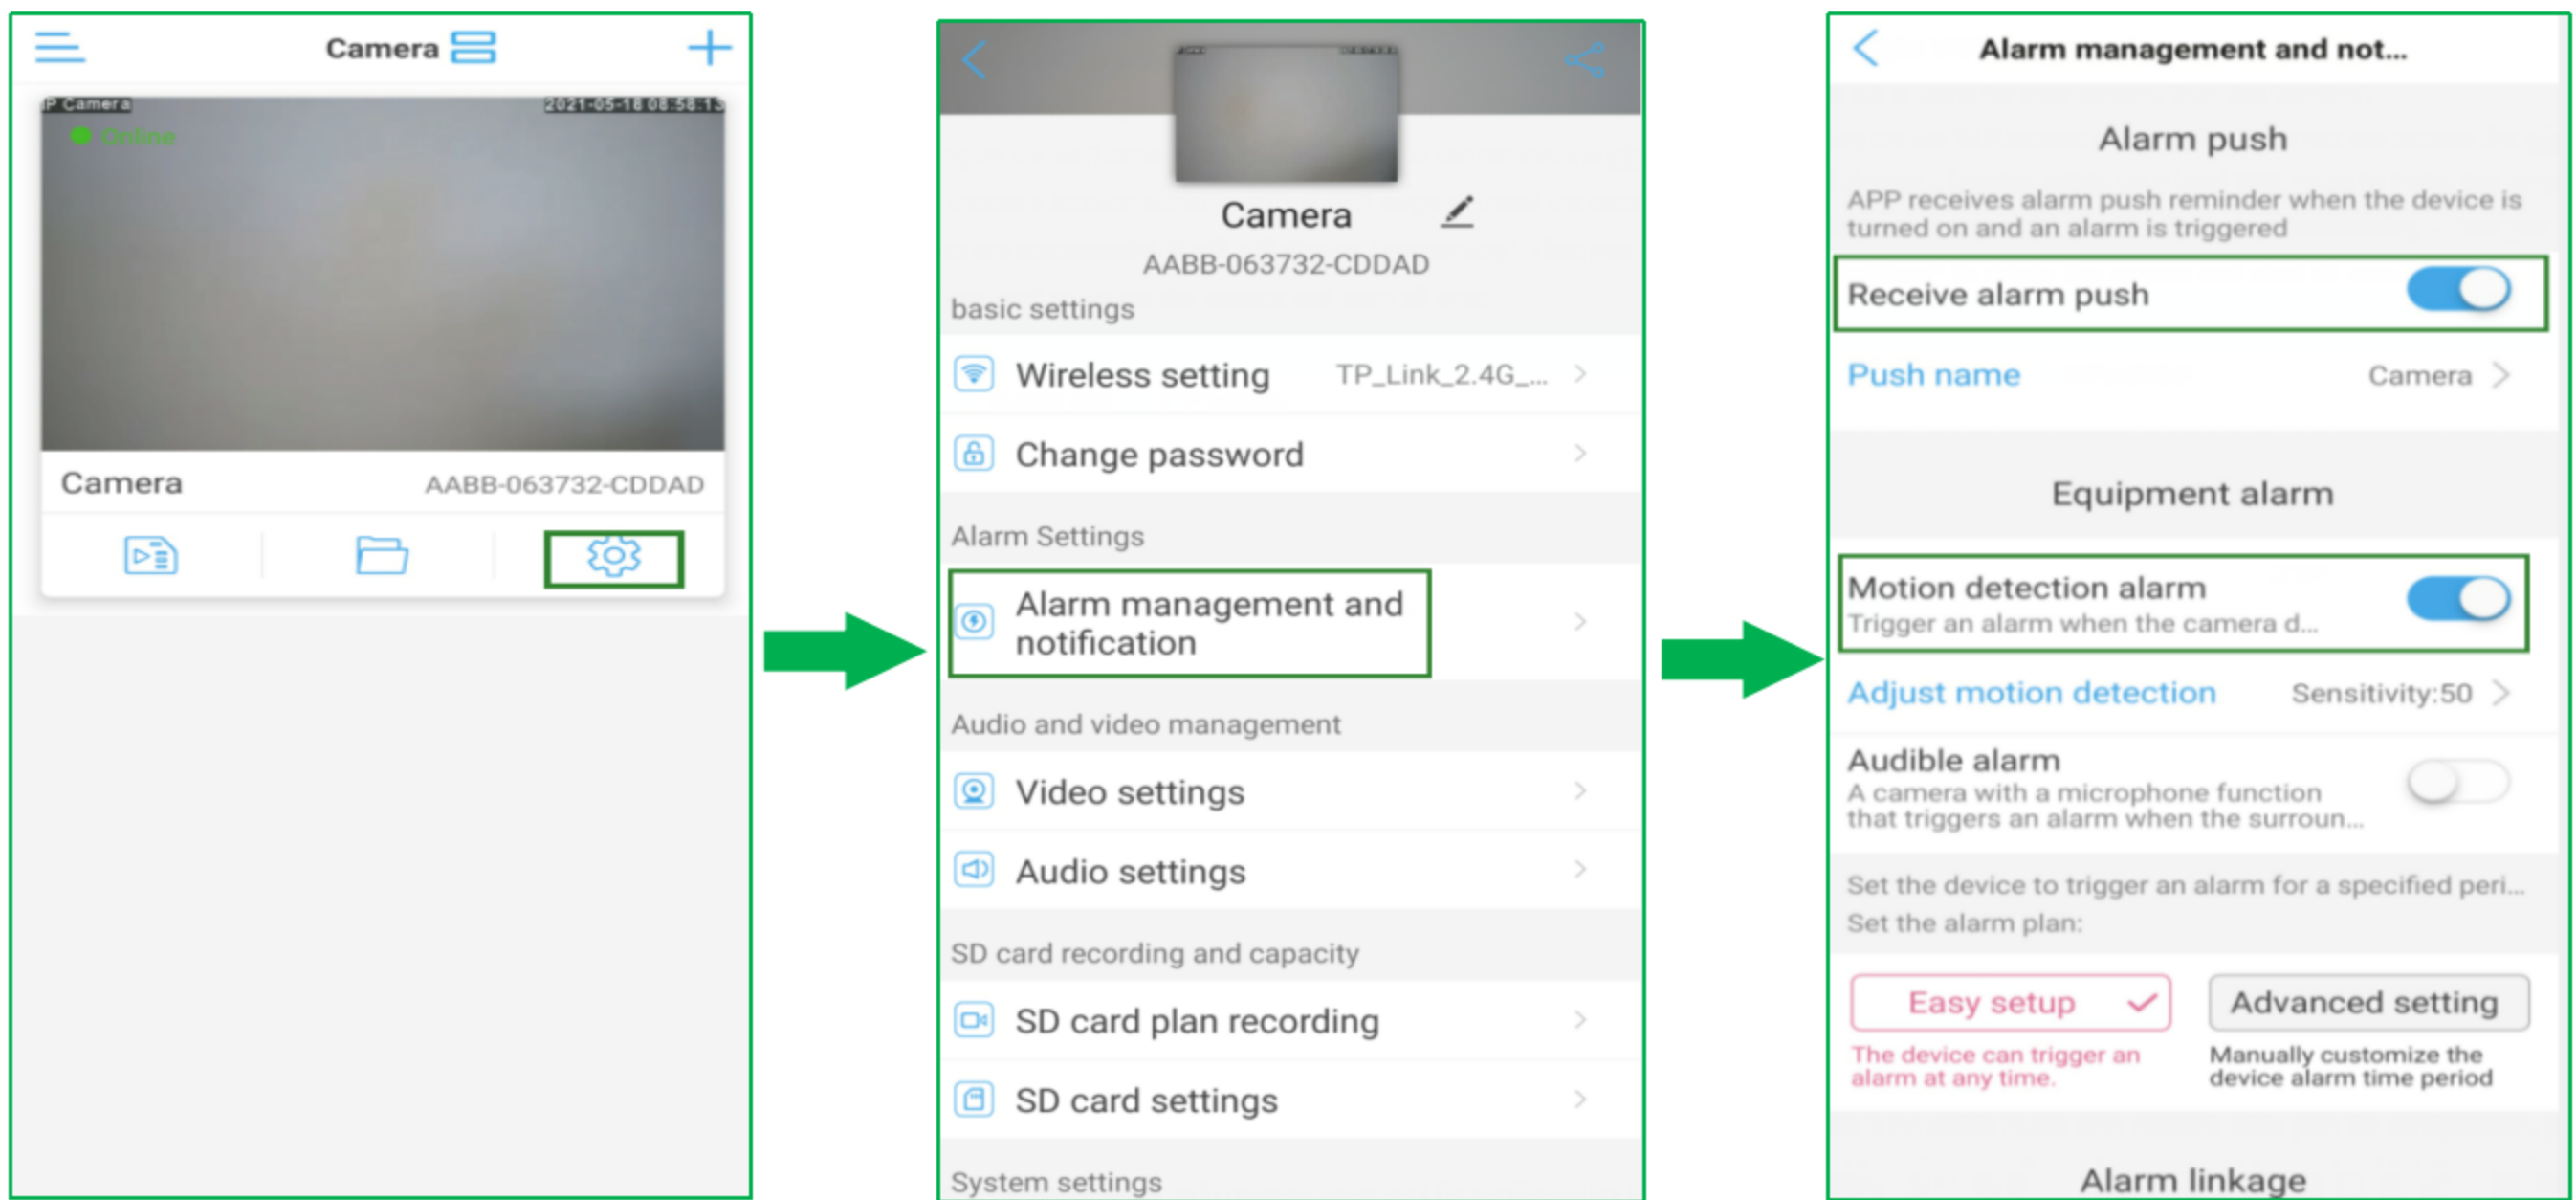 Camera
IP Camera
2021-05-18 08:58:13
Online
Camera
AABB-063732-CDDAD
Camera
AABB-063732-CDDAD
basic settings
Wireless setting
TP_Link_2.4G_...
Change password
Alarm Settings
Alarm management and
notification
Audio and video management
Video settings
Audio settings
SD card recording and capacity
SD card plan recording
SD card settings
System settings
Alarm management and not...
Alarm push
APP receives alarm push reminder when the device is
turned on and an alarm is triggered
Receive alarm push
Push name
Camera
Equipment alarm
Motion detection alarm
Trigger an alarm when the camera d...
Adjust motion detection
Sensitivity:50
Audible alarm
A camera with a microphone function
that triggers an alarm when the surroun...
Set the device to trigger an alarm for a specified peri...
Set the alarm plan:
Easy setup
Advanced setting
The device can trigger an
alarm at any time.
Manually customize the
device alarm time period
Alarm linkage